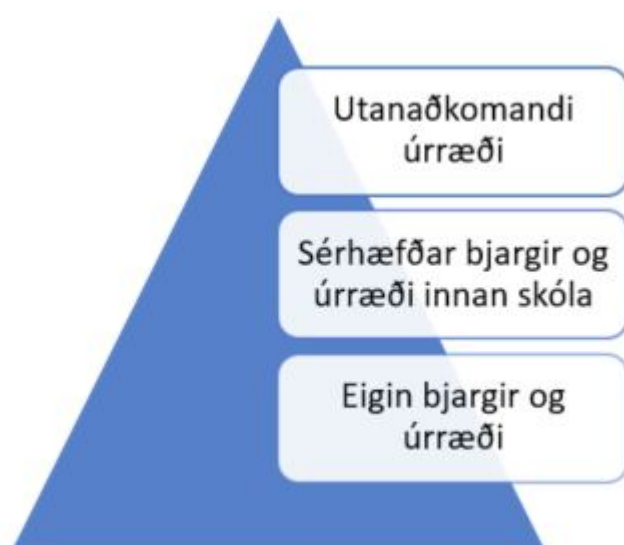 Utanaðkomandi
úrræði
Sérhæfðar bjargir og
úrræði innan skóla
Eigin bjargir og
úrræði